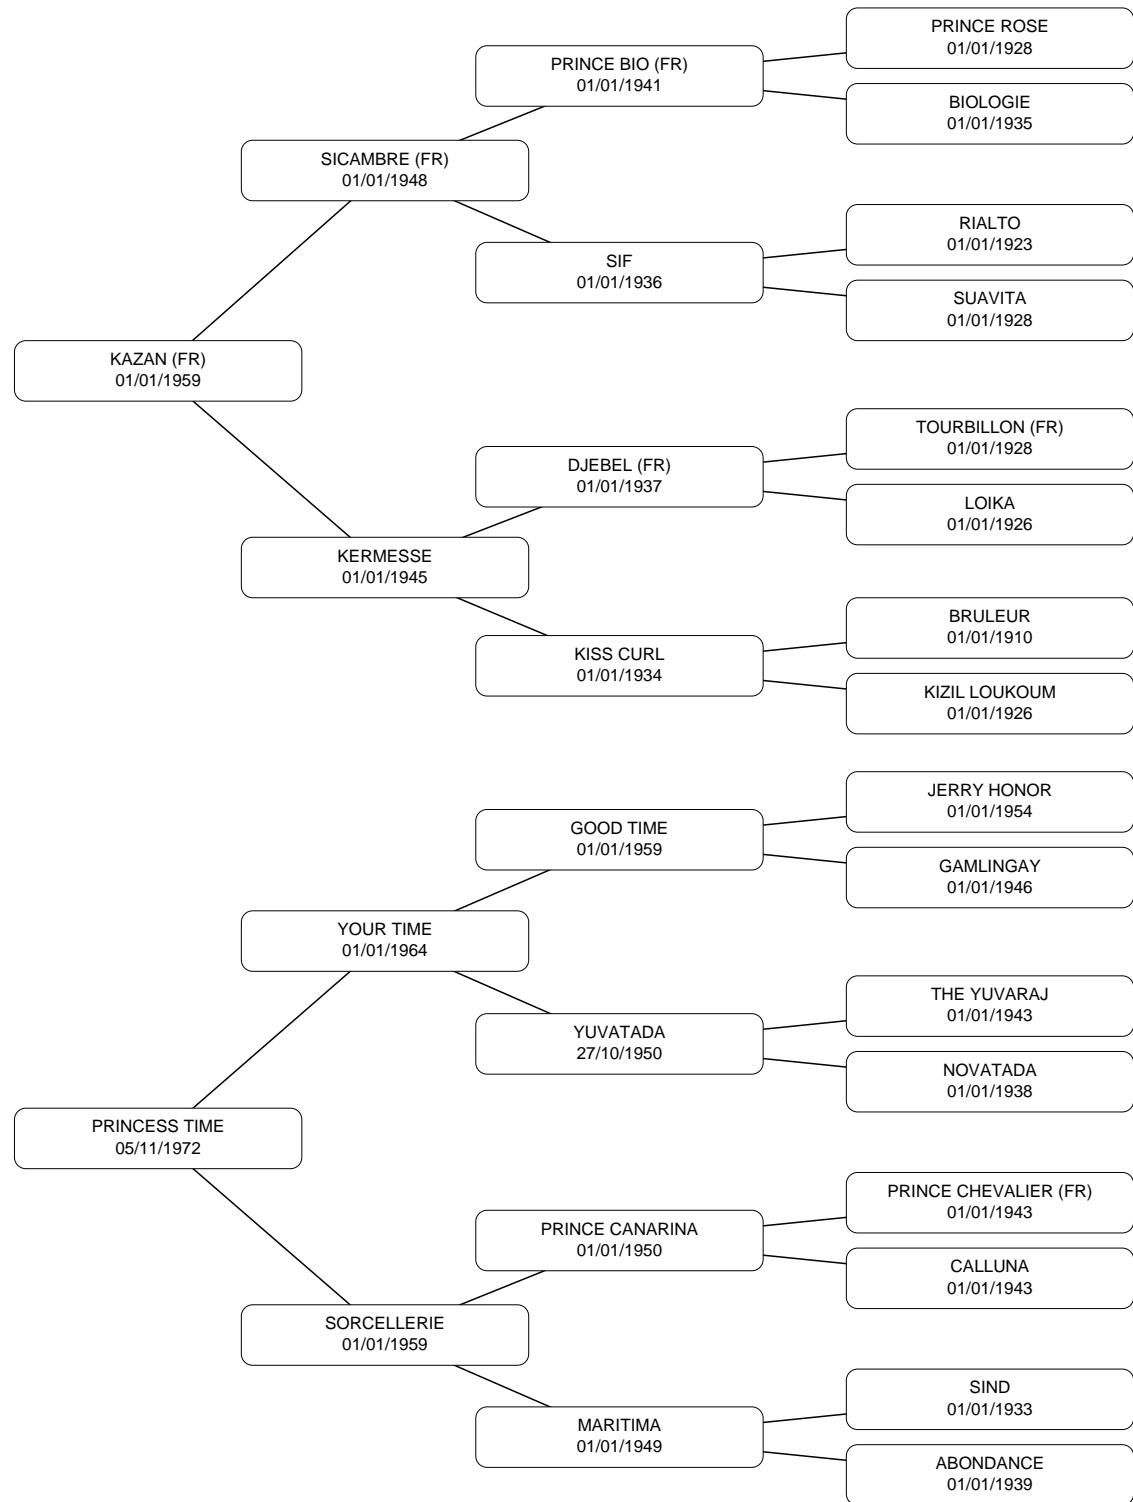 PRINCE ROSE
01/01/1928
PRINCE BIO (FR)
01/01/1941
BIOLOGIE
01/01/1935
SICAMBRE (FR)
01/01/1948
RIALTO
01/01/1923
SIF
01/01/1936
SUAVITA
01/01/1928
KAZAN (FR)
01/01/1959
TOURBILLON (FR)
01/01/1928
DJEBEL (FR)
01/01/1937
LOIKA
01/01/1926
KERMESSE
01/01/1945
BRULEUR
01/01/1910
KISS CURL
01/01/1934
KIZIL LOUKOUM
01/01/1926
JERRY HONOR
01/01/1954
GOOD TIME
01/01/1959
GAMLINGAY
01/01/1946
YOUR TIME
01/01/1964
THE YUVARAJ
01/01/1943
YUVATADA
27/10/1950
NOVATADA
01/01/1938
PRINCESS TIME
05/11/1972
PRINCE CHEVALIER (FR)
01/01/1943
PRINCE CANARINA
01/01/1950
CALLUNA
01/01/1943
SORCELLERIE
01/01/1959
SIND
01/01/1933
MARITIMA
01/01/1949
ABONDANCE
01/01/1939